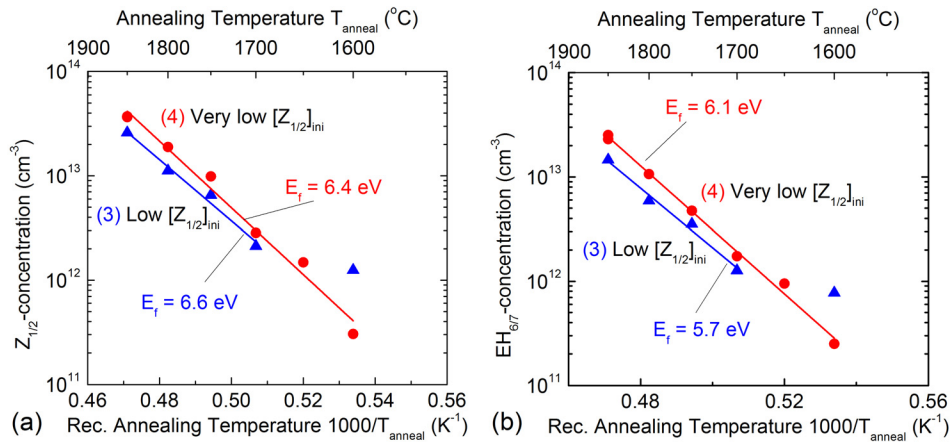 Annealing Temperature T_anneal (°C)
1900 1800 1700 1600
10^14
10^13
10^12
10^11
Z_1/2-concentration (cm^-3)
(4) Very low [Z_1/2]_ini
E_f = 6.4 eV
(3) Low [Z_1/2]_ini
E_f = 6.6 eV
0.46 0.48 0.50 0.52 0.54 0.56
(a) Rec. Annealing Temperature 1000/T_anneal (K^-1)
Annealing Temperature T_anneal (°C)
1900 1800 1700 1600
10^14
10^13
10^12
10^11
EH_6/7-concentration (cm^-3)
E_f = 6.1 eV
(4) Very low [Z_1/2]_ini
(3) Low [Z_1/2]_ini
E_f = 5.7 eV
0.48 0.52 0.56
(b) Rec. Annealing Temperature 1000/T_anneal (K^-1)